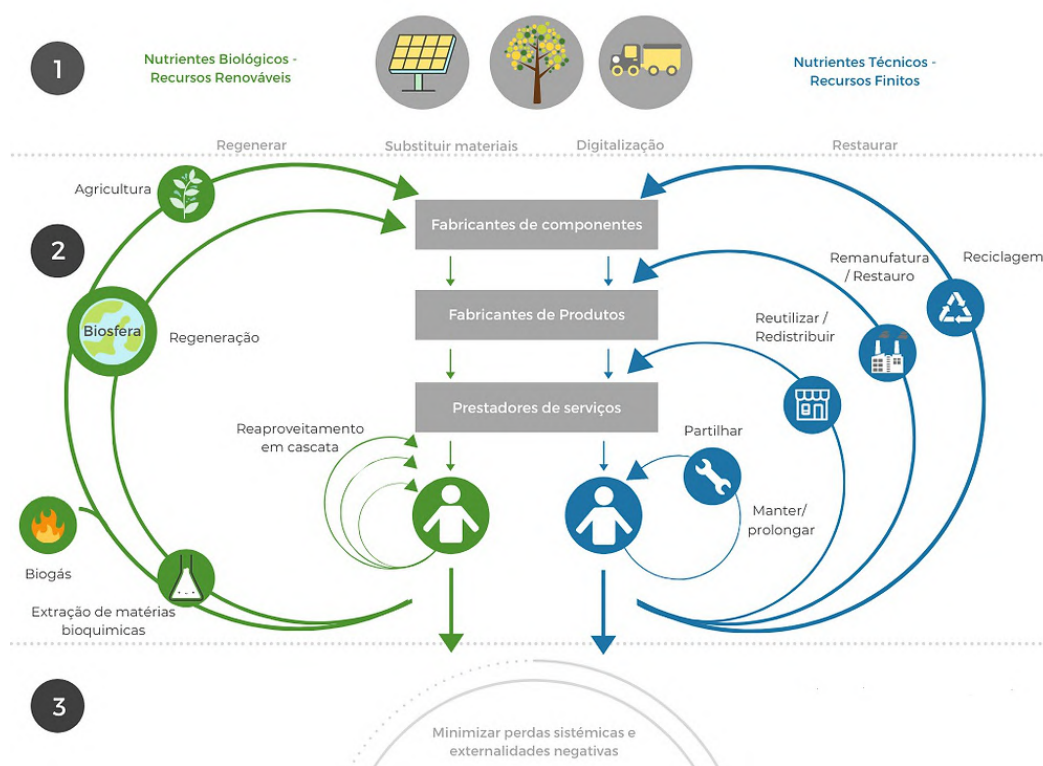 1
Nutrientes Biológicos -
Recursos Renováveis
Nutrientes Técnicos -
Recursos Finitos
Regenerar
Substituir materiais
Digitalização
Restaurar
Agricultura
Fabricantes de componentes
2
Remanufatura
/ Restauro
Reciclagem
Biosfera
Regeneração
Fabricantes de Produtos
Reutilizar /
Redistribuir
Prestadores de serviços
Reaproveitamento
em cascata
Partilhar
Manter/
prolongar
Biogás
Extração de matérias
bioquimicas
3
Minimizar perdas sistémicas e
externalidades negativas